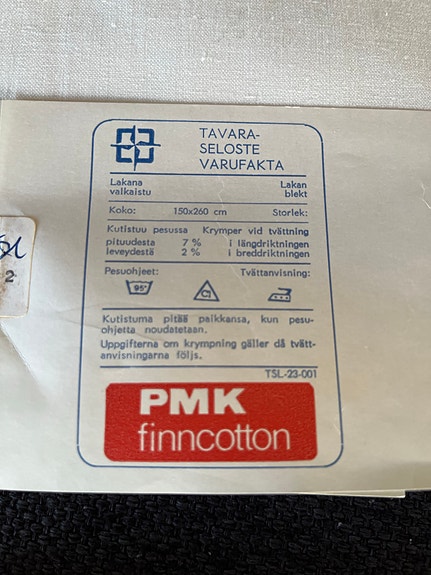 TAVARA-
SELOSTE
VARUFAKTA
Lakana Lakan
valkaistu blekt
Koko: 150x260 cm Storlek:
Kutistuu pesussa Krymper vid tvättning
pituudesta 7 % i längdriktningen
leveydestä 2 % i breddriktningen
Pesuohjeet: Tvättanvisning:
95° Cl
Kutistuma pitää paikkansa, kun pesu-
ohjetta noudatetaan.
Uppgifterna om krympning gäller då tvätt-
anvisningarna följs.
TSL-23-001
PMK
finncotton
2